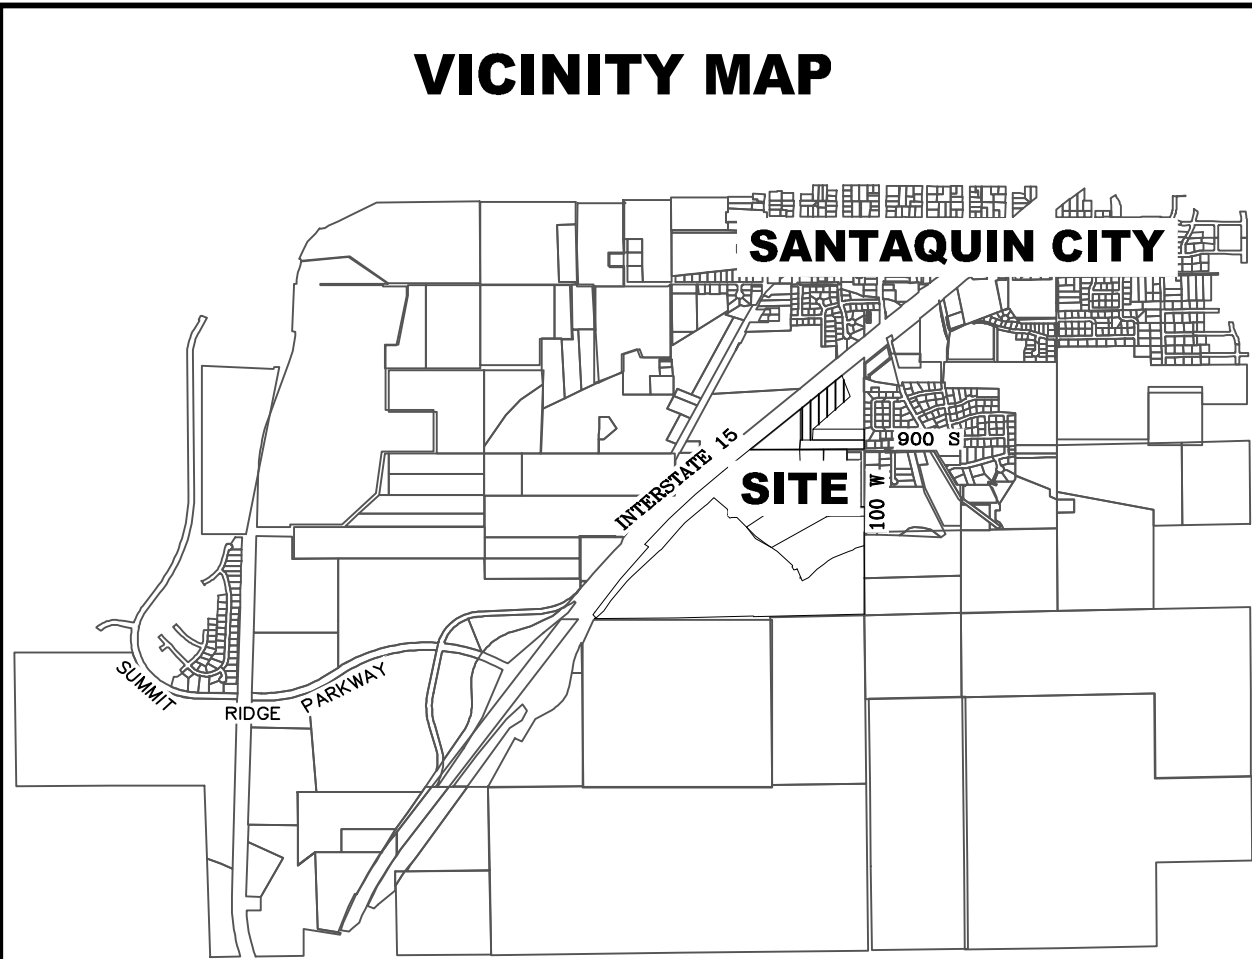 VICINITY MAP
SANTAQUIN CITY
900 S
INTERSTATE 15
SITE
100 W
SUMMIT
RIDGE
PARKWAY